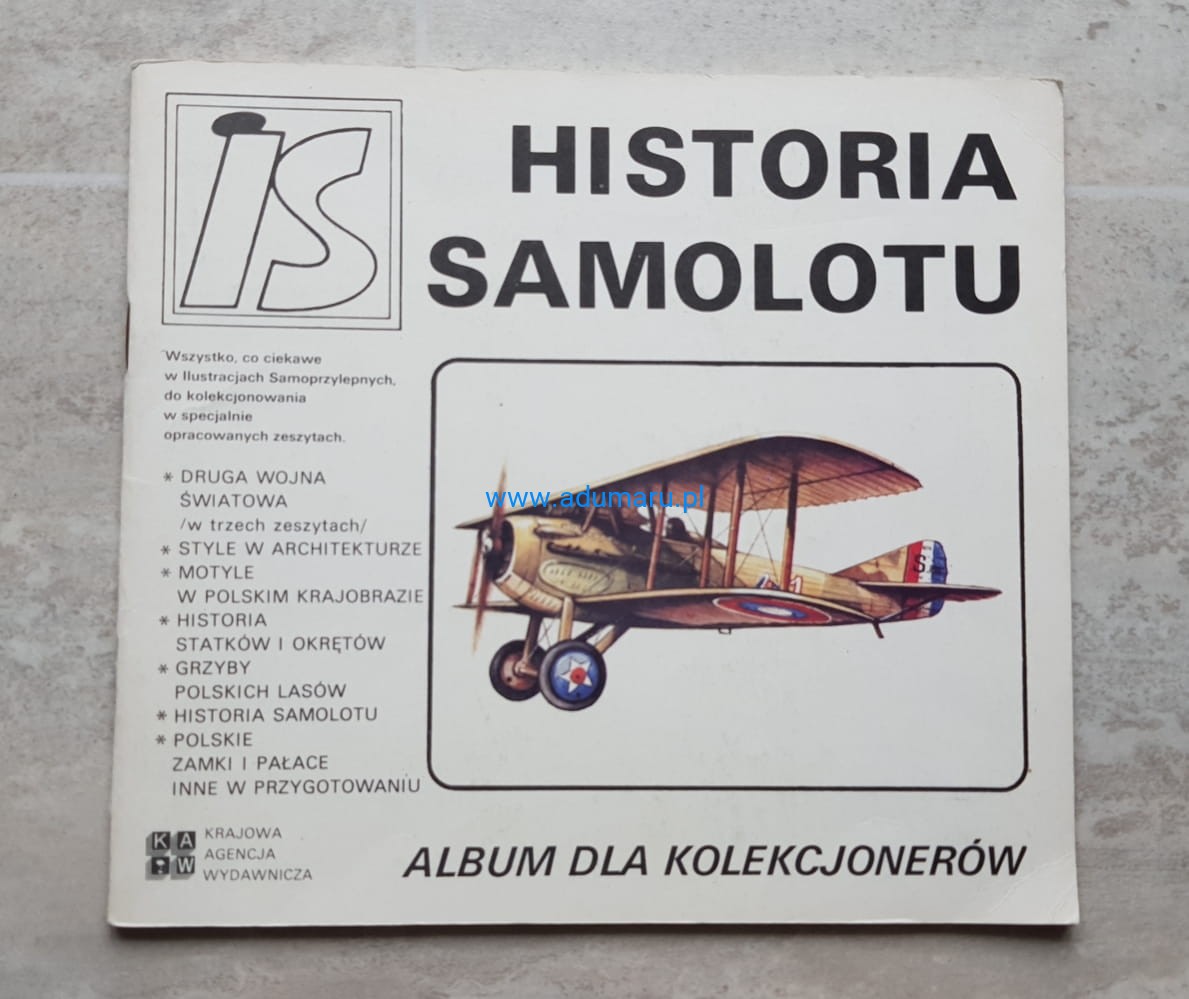 iS
HISTORIA
SAMOLOTU
Wszystko, co ciekawe
w Ilustracjach Samoprzylepnych,
do kolekcjonowania
w specjalnie
opracowanych zeszytach.
* DRUGA WOJNA
ŚWIATOWA
/w trzech zeszytach/
* STYLE W ARCHITEKTURZE
* MOTYLE
W POLSKIM KRAJOBRAZIE
* HISTORIA
STATKÓW I OKRĘTÓW
* GRZYBY
POLSKICH LASÓW
* HISTORIA SAMOLOTU
* POLSKIE
ZAMKI I PAŁACE
INNE W PRZYGOTOWANIU
www.adumaru.pl
KAW
KRAJOWA
AGENCJA
WYDAWNICZA
ALBUM DLA KOLEKCJONERÓW